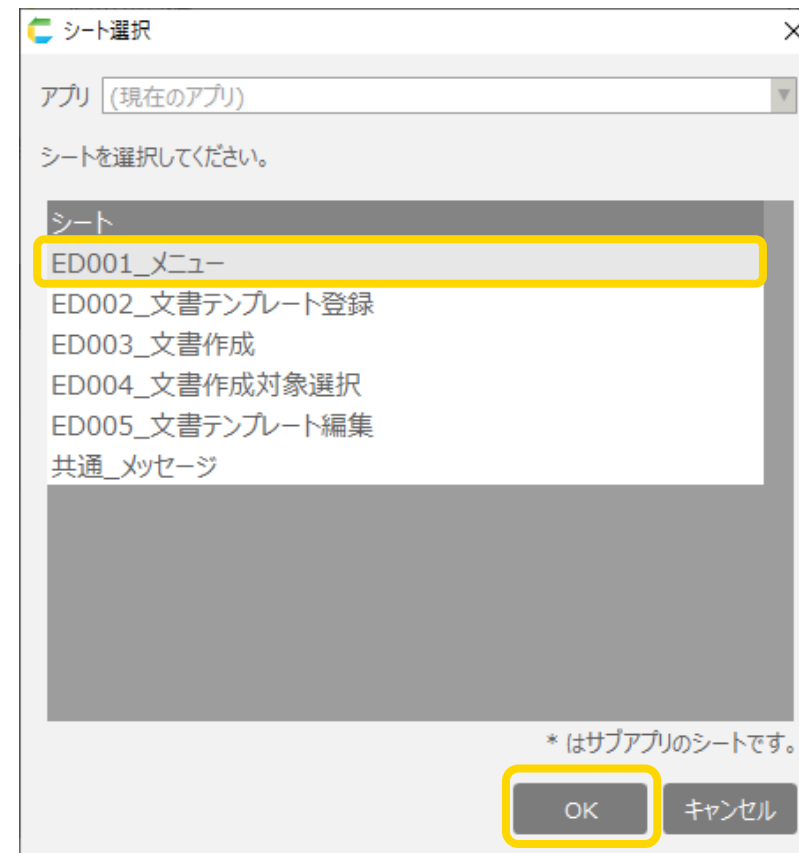 シート選択
アプリ (現在のアプリ)
シートを選択してください。
シート
ED001_メニュー
ED002_文書テンプレート登録
ED003_文書作成
ED004_文書作成対象選択
ED005_文書テンプレート編集
共通_メッセージ
* はサブアプリのシートです。
OK キャンセル